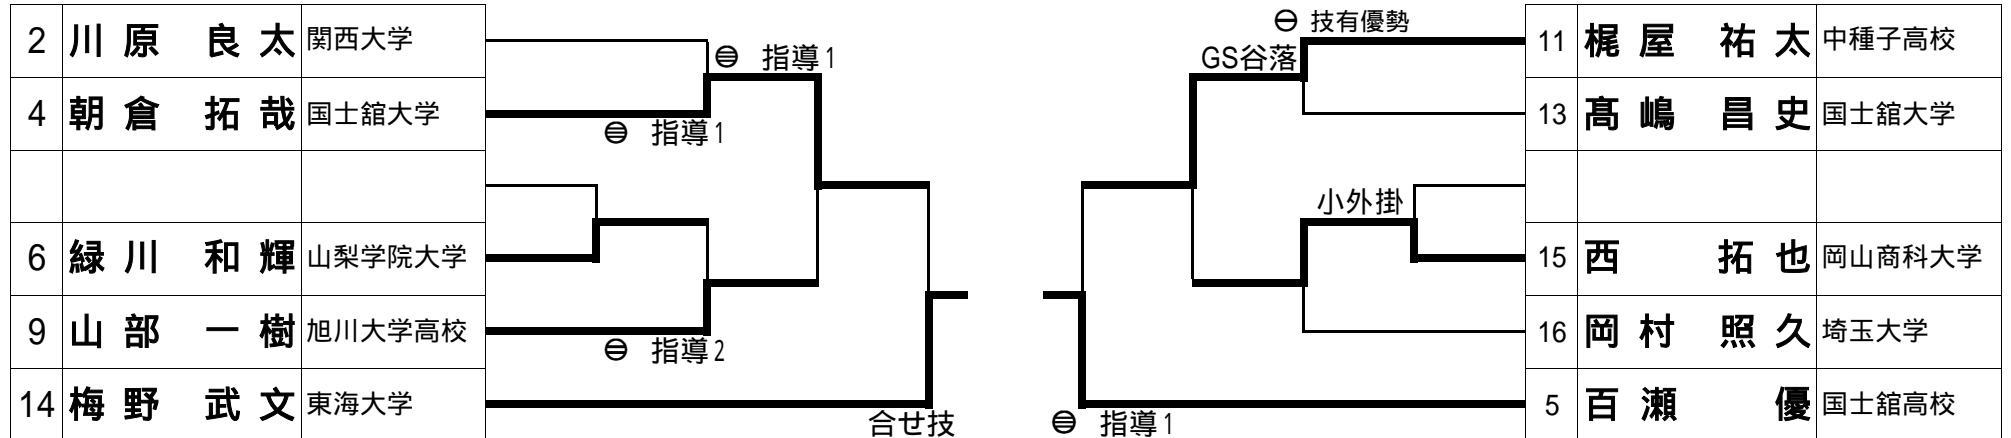 2 川原 良太 関西大学
⊖ 指導1
4 朝倉 拓哉 国士舘大学
⊖ 指導1
6 緑川 和輝 山梨学院大学
9 山部 一樹 旭川大学高校
⊖ 指導2
14 梅野 武文 東海大学
合せ技
⊖ 技有優勢
11 梶屋 祐太 中種子高校
GS谷落
13 髙嶋 昌史 国士舘大学
小外掛
15 西 拓也 岡山商科大学
16 岡村 照久 埼玉大学
5 百瀬 優 国士舘高校
⊖ 指導1